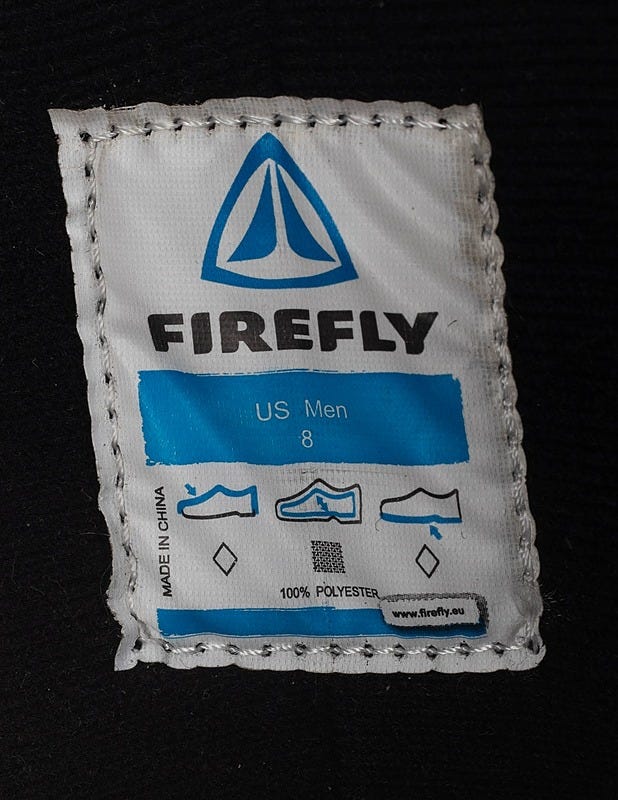 FIREFLY
US Men
8
MADE IN CHINA
100% POLYESTER
www.firefly.eu